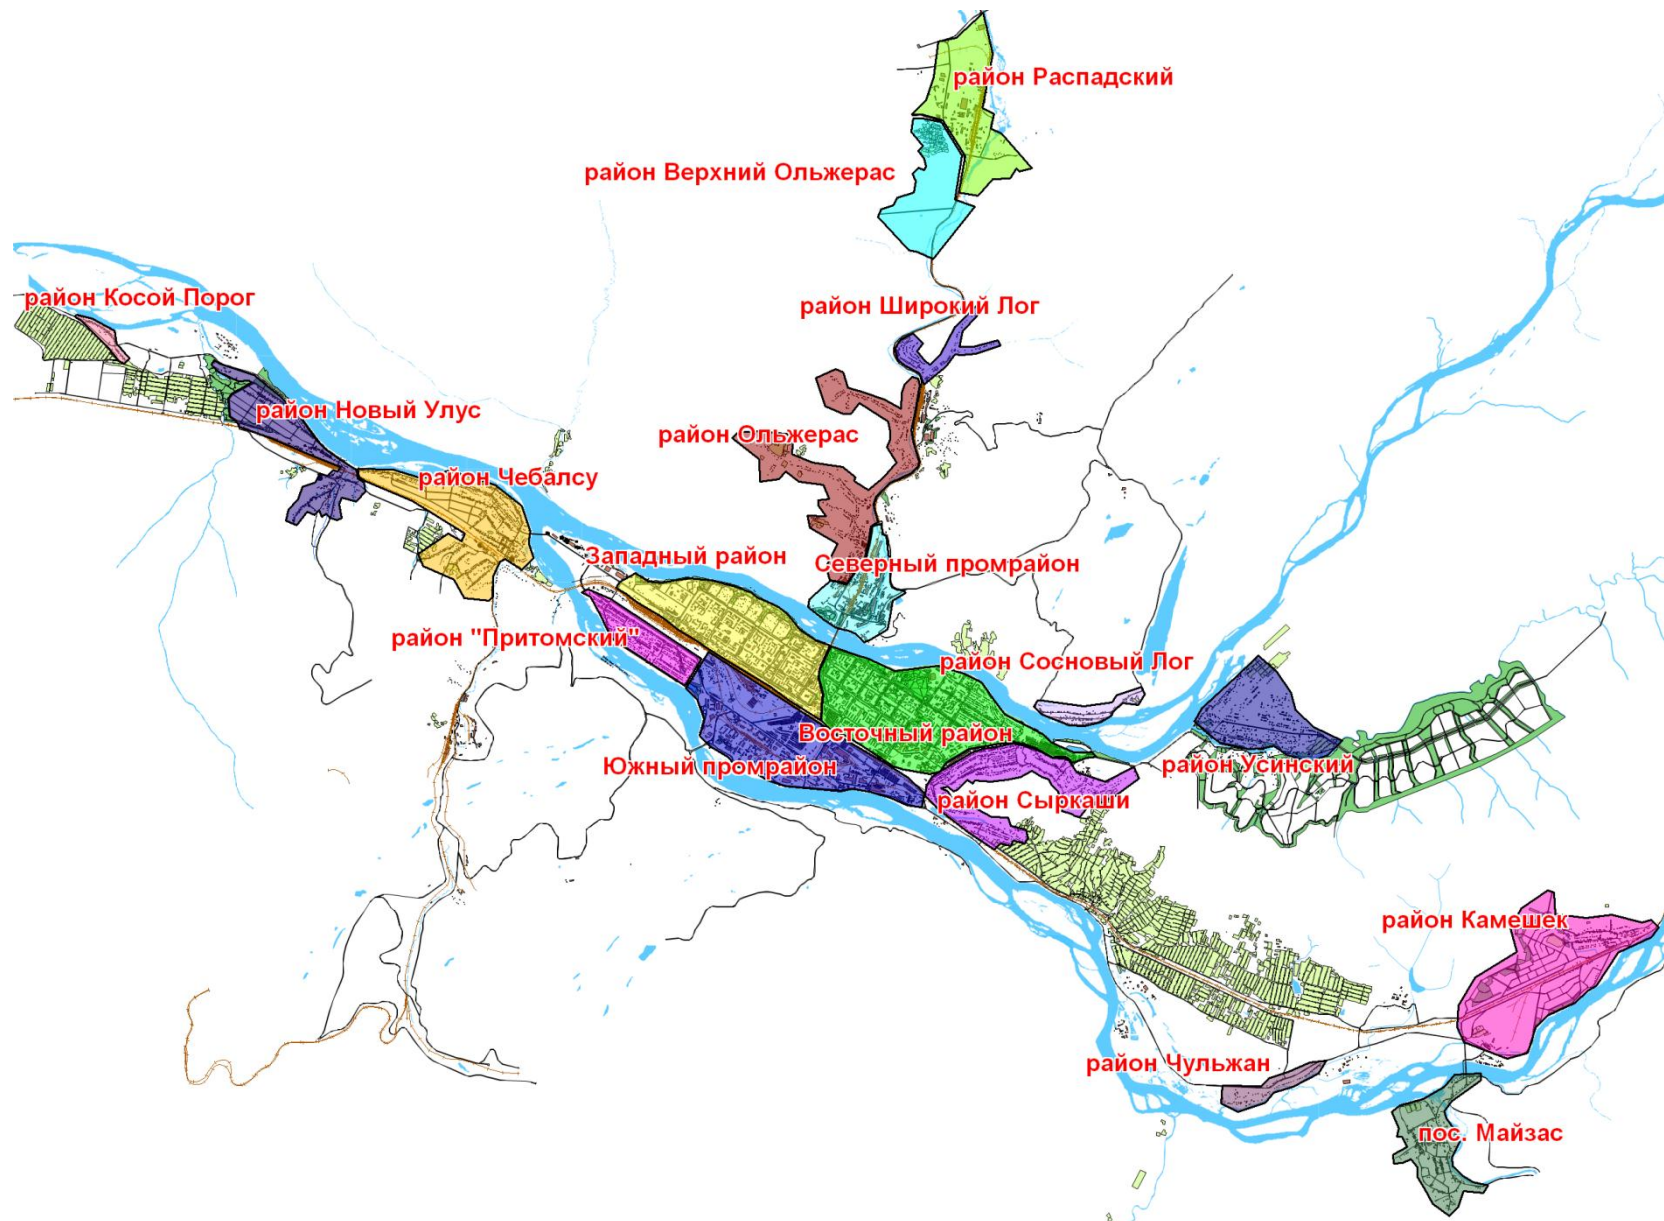 район Распадский
район Верхний Ольжерас
район Косой Порог
район Широкий Лог
район Новый Улус
район Ольжерас
район Чебалсу
Западный район
Северный промрайон
район "Притомский"
район Сосновый Лог
Восточный район
Южный промрайон
район Усинский
район Сыркаши
район Камешек
район Чульжан
пос. Майзас